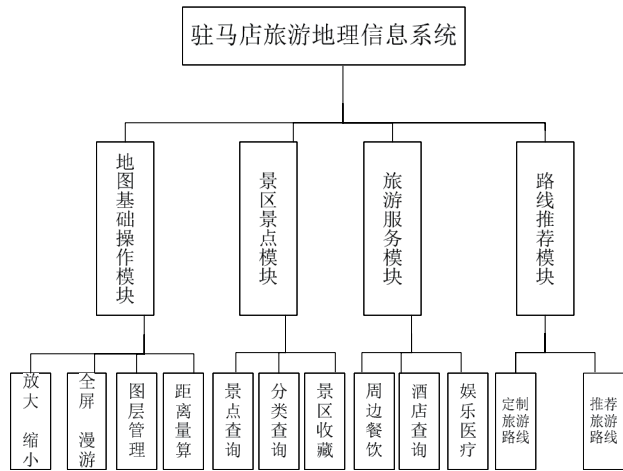 驻马店旅游地理信息系统
地图基础操作模块
景区景点模块
旅游服务模块
路线推荐模块
放大 缩小
全屏 漫游
图层管理
距离量算
景点查询
分类查询
景区收藏
周边餐饮
酒店查询
娱乐医疗
定制旅游路线
推荐旅游路线